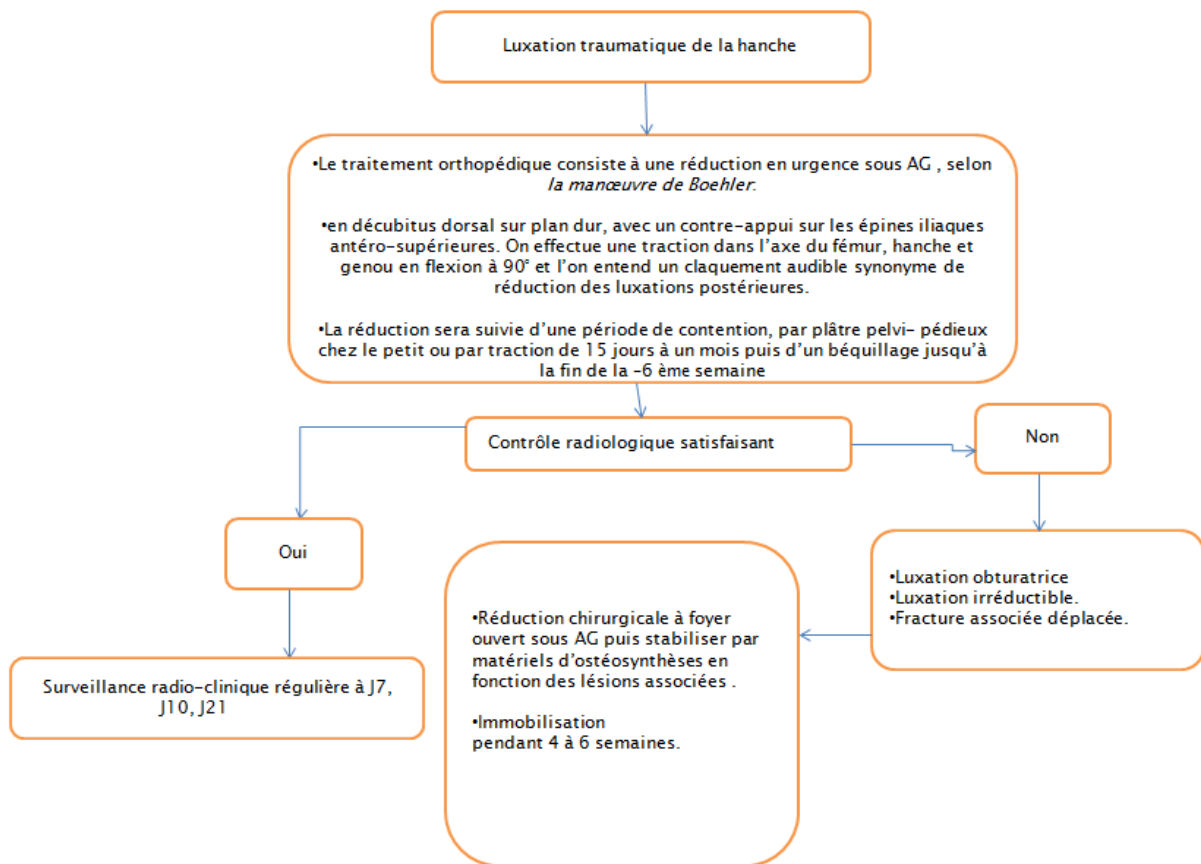 Luxation traumatique de la hanche
•Le traitement orthopédique consiste à une réduction en urgence sous AG , selon
la manœuvre de Boehler.
•en décubitus dorsal sur plan dur, avec un contre-appui sur les épines iliaques
antéro-supérieures. On effectue une traction dans l’axe du fémur, hanche et
genou en flexion à 90° et l’on entend un claquement audible synonyme de
réduction des luxations postérieures.
•La réduction sera suivie d’une période de contention, par plâtre pelvi- pédieux
chez le petit ou par traction de 15 jours à un mois puis d’un béquillage jusqu’à
la fin de la -6 ème semaine
Contrôle radiologique satisfaisant
Non
Oui
•Luxation obturatrice
•Luxation irréductible.
•Fracture associée déplacée.
•Réduction chirurgicale à foyer
ouvert sous AG puis stabiliser par
matériels d’ostéosynthèses en
fonction des lésions associées .
•Immobilisation
pendant 4 à 6 semaines.
Surveillance radio-clinique régulière à J7,
J10, J21